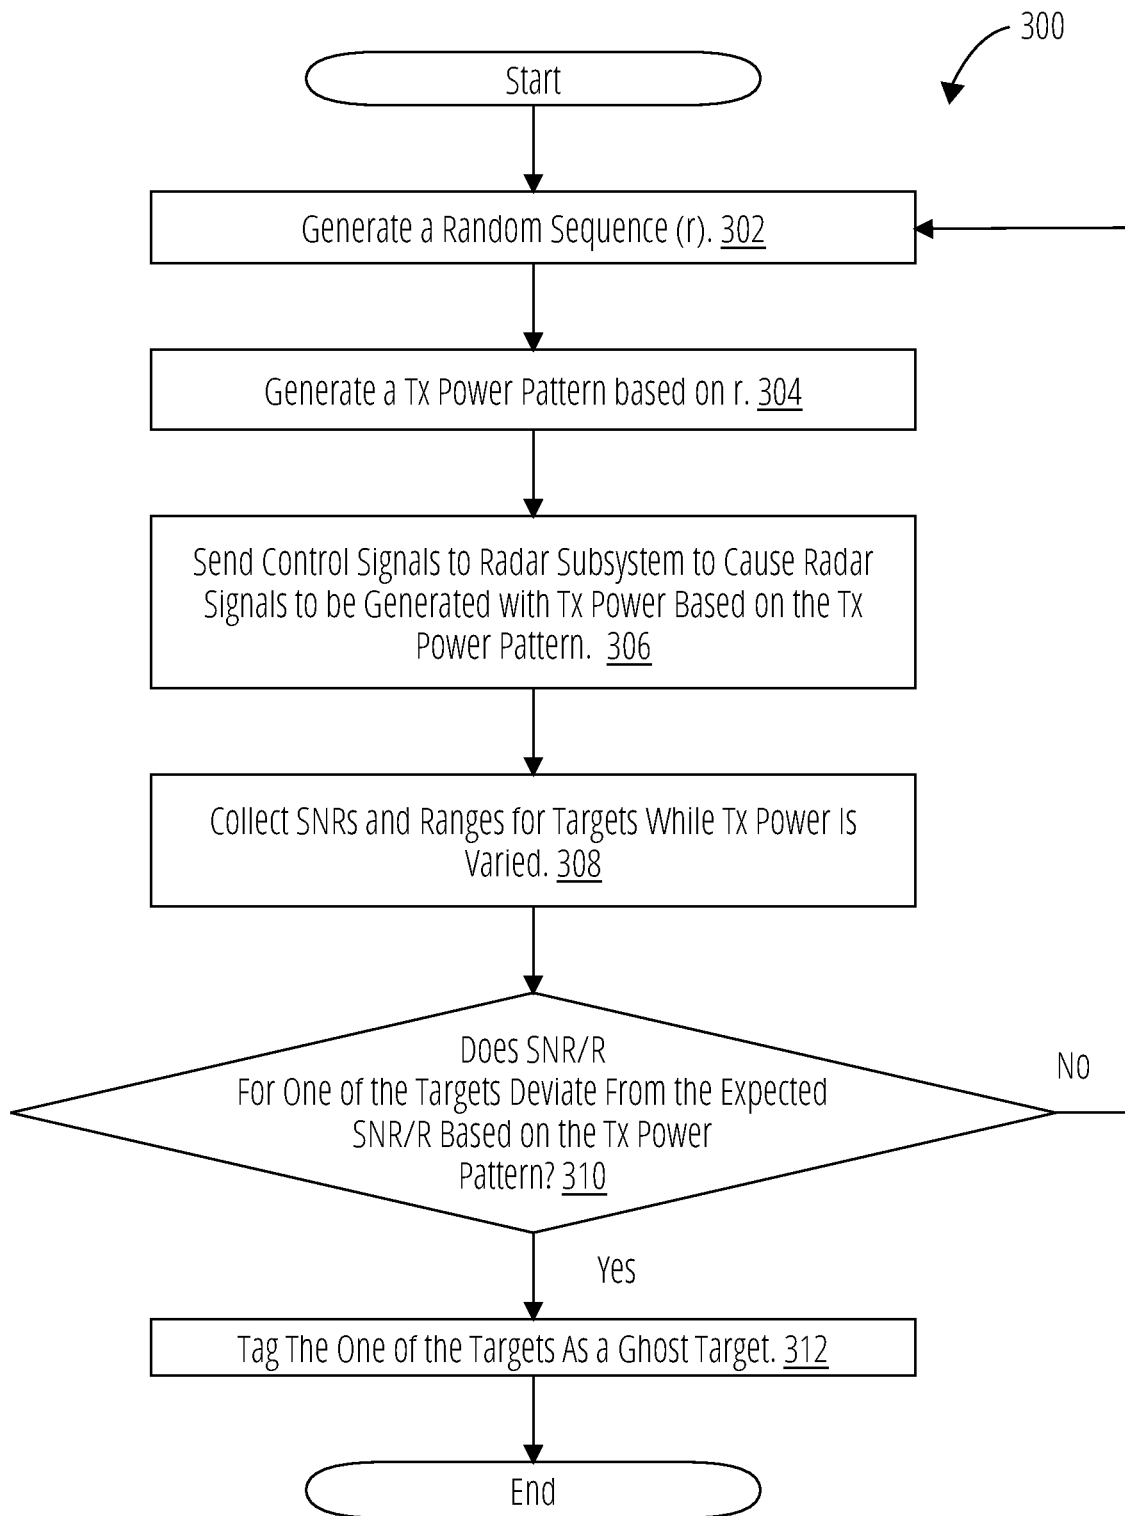 300
Start
Generate a Random Sequence (r). 302
Generate a Tx Power Pattern based on r. 304
Send Control Signals to Radar Subsystem to Cause Radar
Signals to be Generated with Tx Power Based on the Tx
Power Pattern. 306
Collect SNRs and Ranges for Targets While Tx Power Is
Varied. 308
Does SNR/R
For One of the Targets Deviate From the Expected
SNR/R Based on the Tx Power
Pattern? 310
No
Yes
Tag The One of the Targets As a Ghost Target. 312
End